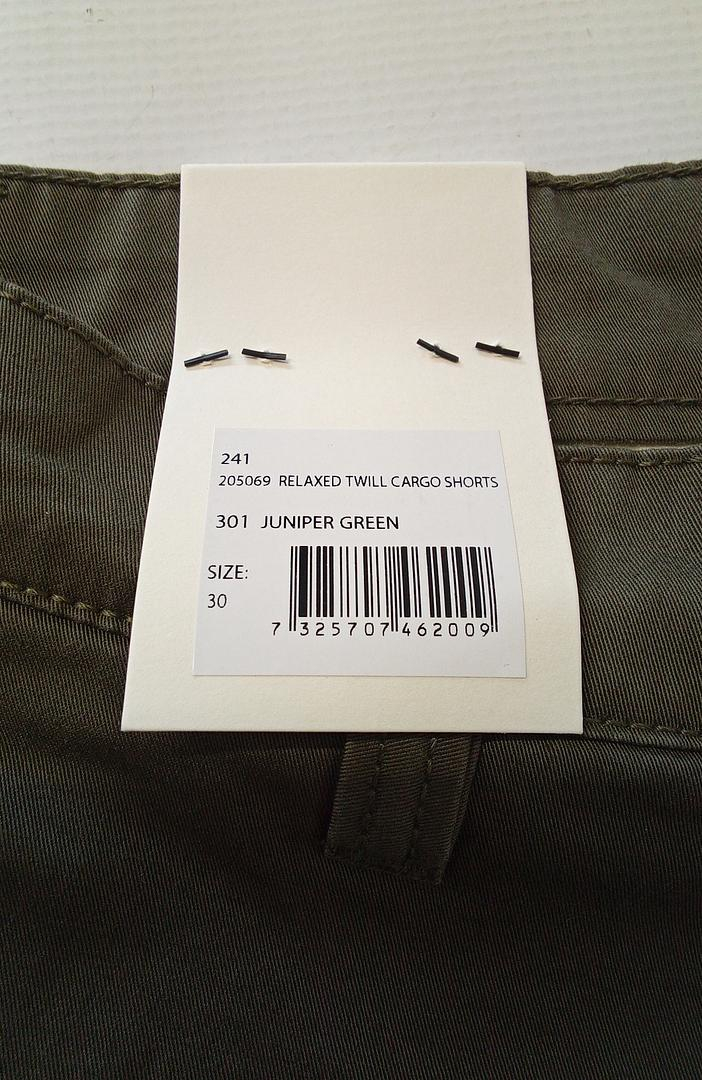 241
205069 RELAXED TWILL CARGO SHORTS
301 JUNIPER GREEN
SIZE:
30
7 325707 462009